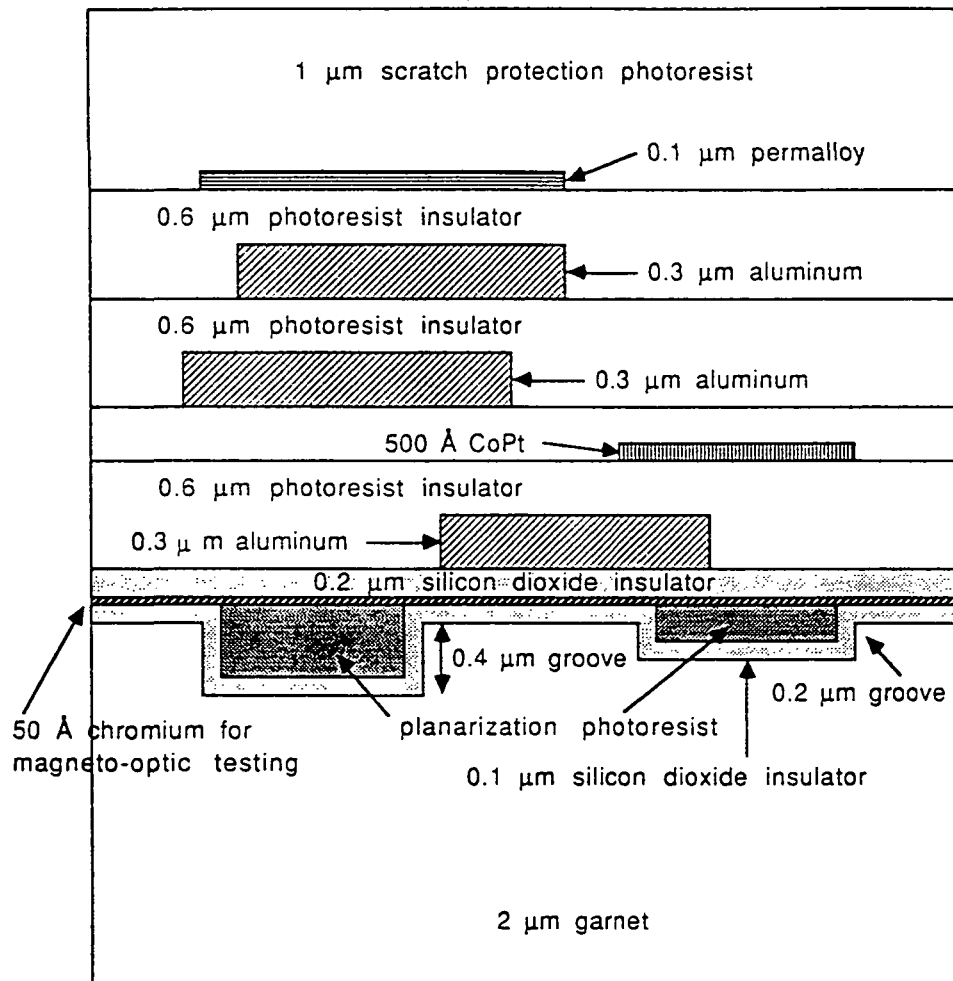 1 μm scratch protection photoresist
0.1 μm permalloy
0.6 μm photoresist insulator
0.3 μm aluminum
0.6 μm photoresist insulator
0.3 μm aluminum
500 Å CoPt
0.6 μm photoresist insulator
0.3 μ m aluminum
0.2 μm silicon dioxide insulator
0.4 μm groove
0.2 μm groove
50 Å chromium for
magneto-optic testing
planarization photoresist
0.1 μm silicon dioxide insulator
2 μm garnet